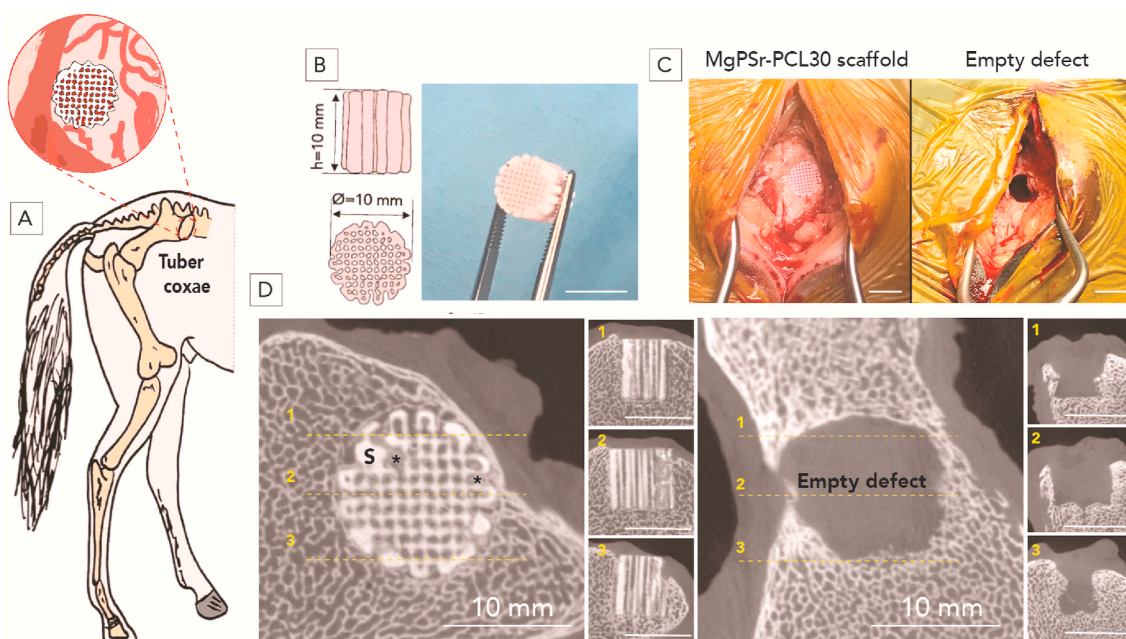 A
Tuber
coxae
B
h=10 mm
Ø=10 mm
C
MgPSr-PCL30 scaffold
Empty defect
D
1
2
3
S
*
*
10 mm
1
2
3
1
2
3
Empty defect
10 mm
1
2
3